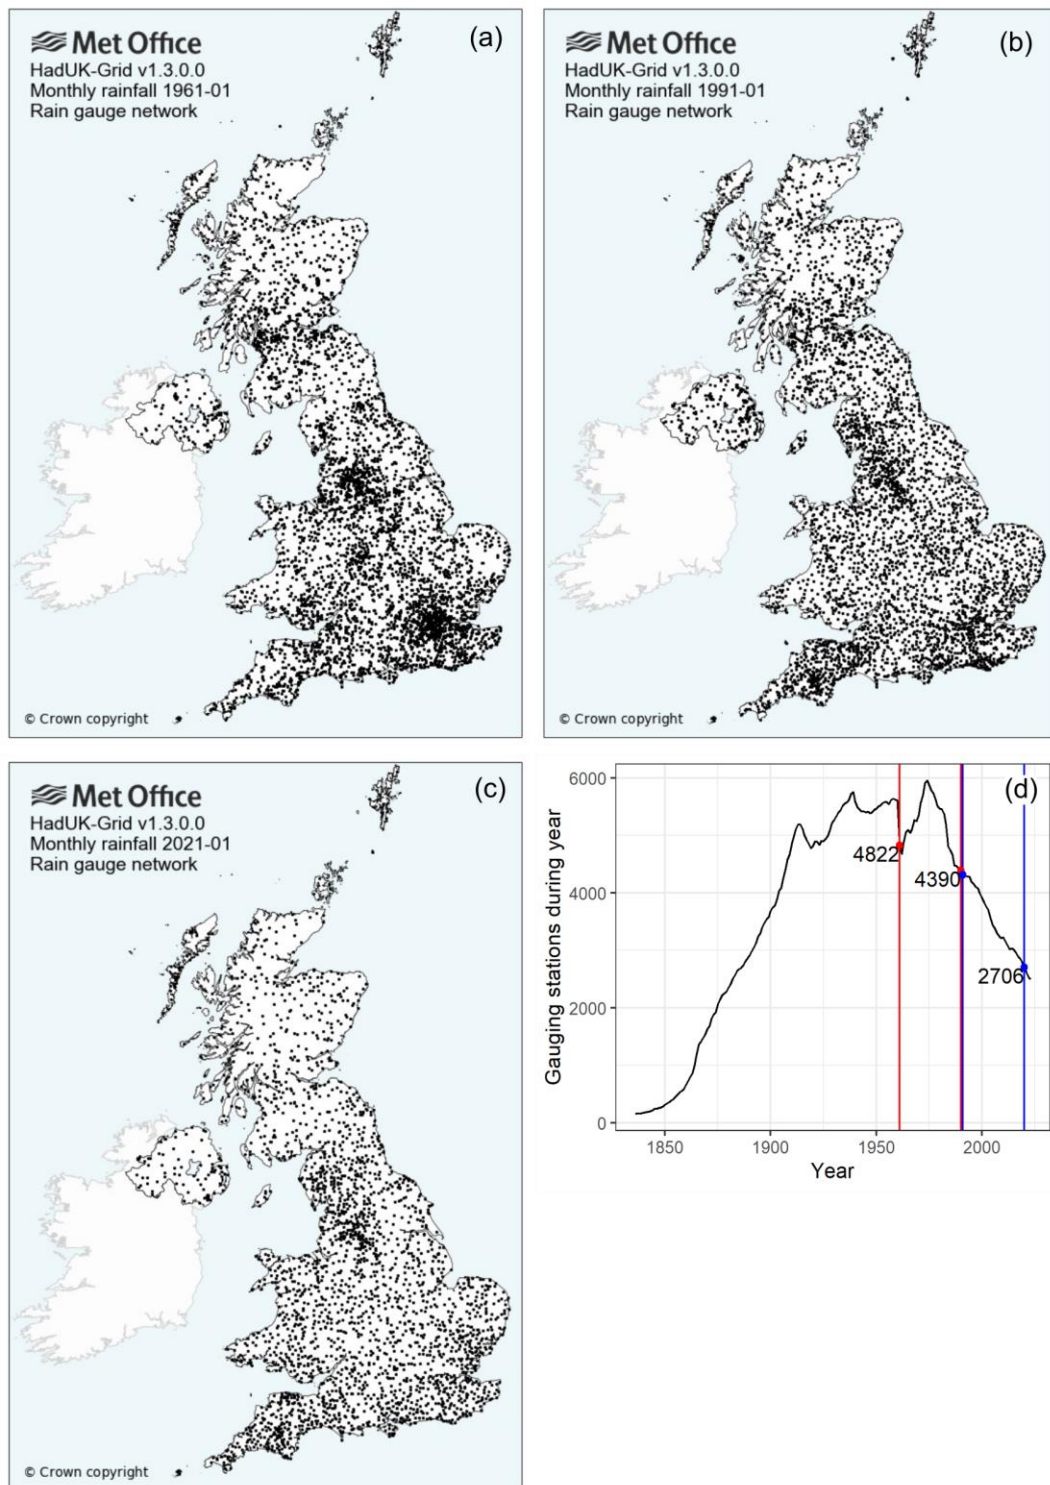 Met Office
(a)
HadUK-Grid v1.3.0.0
Monthly rainfall 1961-01
Rain gauge network
© Crown copyright
Met Office
(b)
HadUK-Grid v1.3.0.0
Monthly rainfall 1991-01
Rain gauge network
© Crown copyright
Met Office
(c)
HadUK-Grid v1.3.0.0
Monthly rainfall 2021-01
Rain gauge network
© Crown copyright
(d)
Gauging stations during year
6000
4000
2000
0
4822
4390
2706
1850
1900
1950
2000
Year